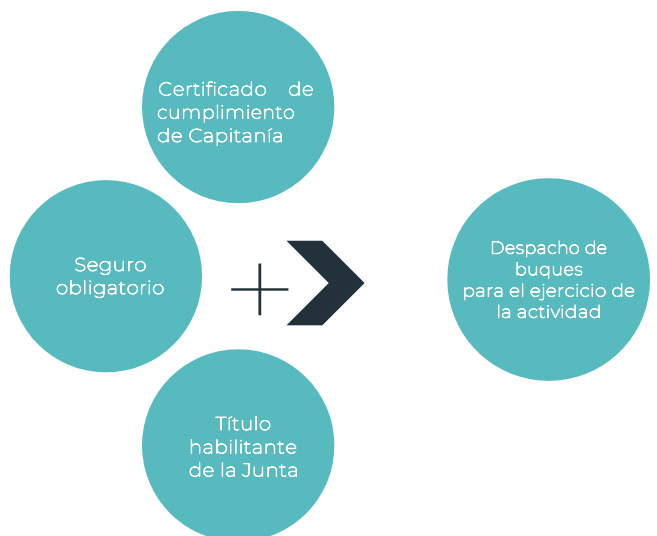 Certificado de
cumplimiento
de Capitanía
Seguro
obligatorio
Título
habilitante
de la Junta
Despacho de
buques
para el ejercicio de
la actividad